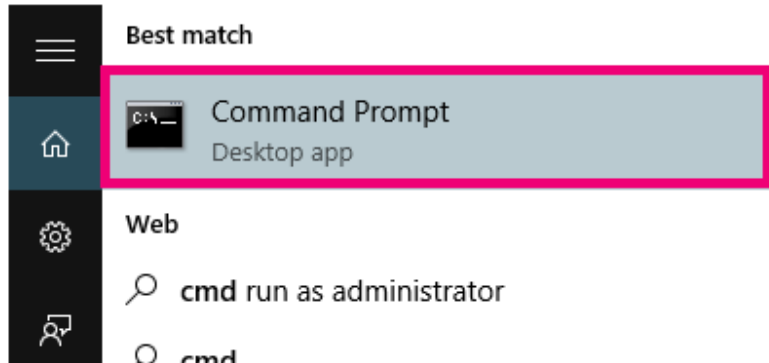 Best match
C:\_
Command Prompt
Desktop app
Web
cmd run as administrator
cmd